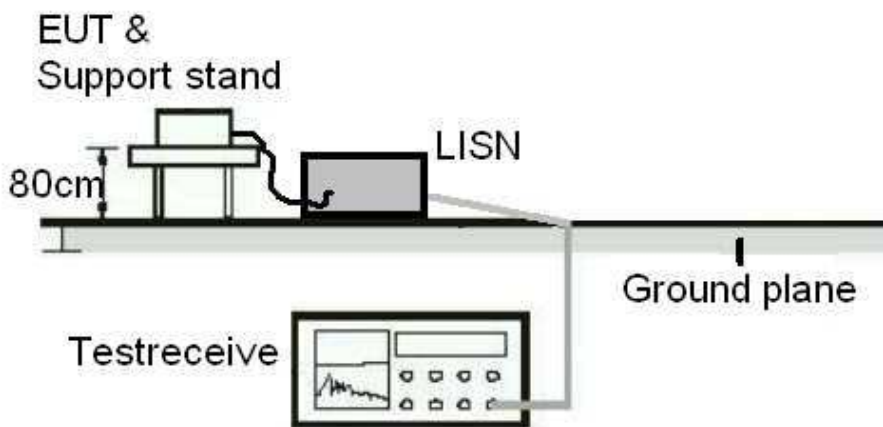 EUT &
Support stand
LISN
80cm
Ground plane
Testreceive